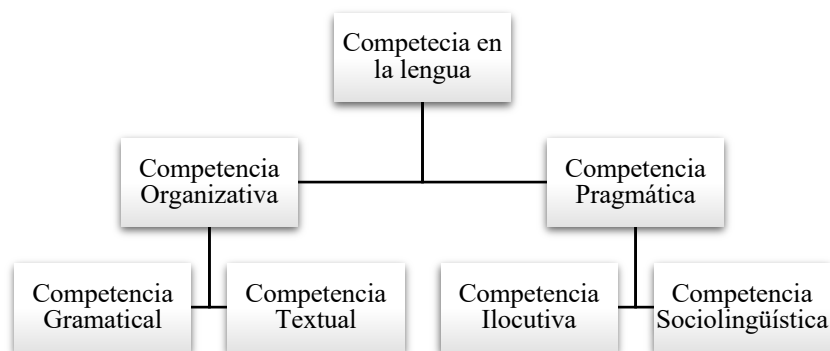 Competecia en
la lengua
Competencia
Organizativa
Competencia
Pragmática
Competencia
Gramatical
Competencia
Textual
Competencia
Ilocutiva
Competencia
Sociolingüística